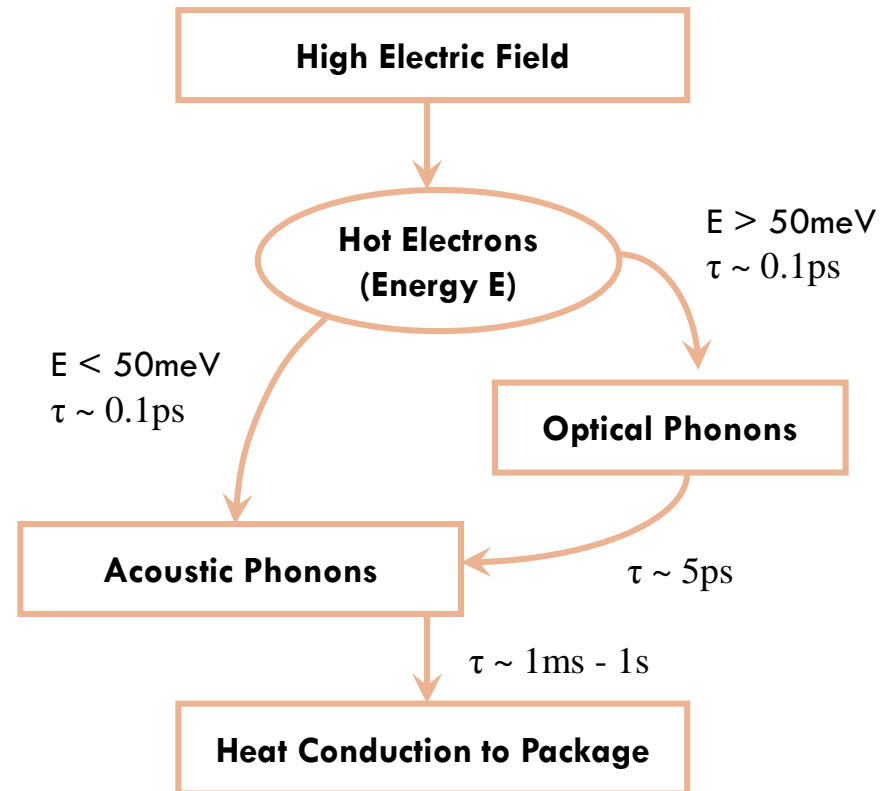 High Electric Field
Hot Electrons
(Energy E)
E > 50meV
τ ~ 0.1ps
E < 50meV
τ ~ 0.1ps
Optical Phonons
Acoustic Phonons
τ ~ 5ps
τ ~ 1ms - 1s
Heat Conduction to Package